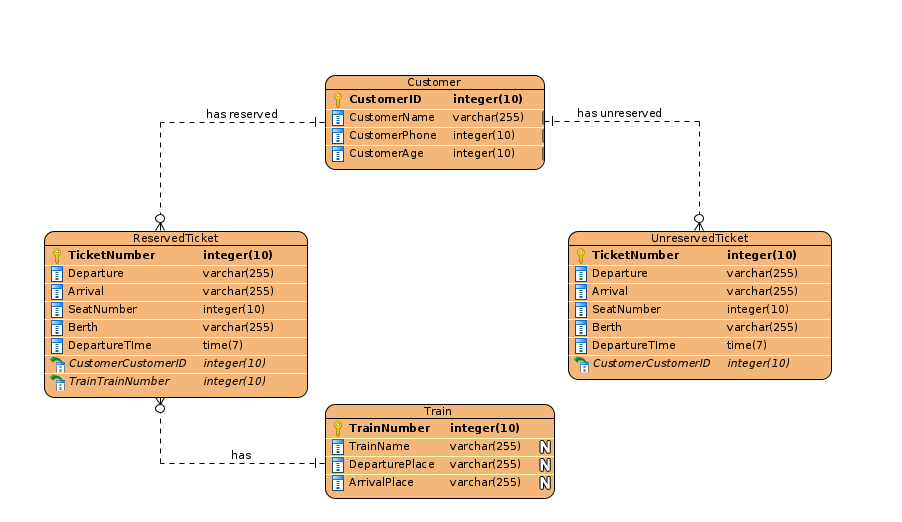 Customer
CustomerID integer(10)
CustomerName varchar(255)
CustomerPhone integer(10)
CustomerAge integer(10)
has reserved
has unreserved
ReservedTicket
TicketNumber integer(10)
Departure varchar(255)
Arrival varchar(255)
SeatNumber integer(10)
Berth varchar(255)
DepartureTIme time(7)
CustomerCustomerID integer(10)
TrainTrainNumber integer(10)
UnreservedTicket
TicketNumber integer(10)
Departure varchar(255)
Arrival varchar(255)
SeatNumber integer(10)
Berth varchar(255)
DepartureTIme time(7)
CustomerCustomerID integer(10)
Train
TrainNumber integer(10)
TrainName varchar(255) N
DeparturePlace varchar(255) N
ArrivalPlace varchar(255) N
has